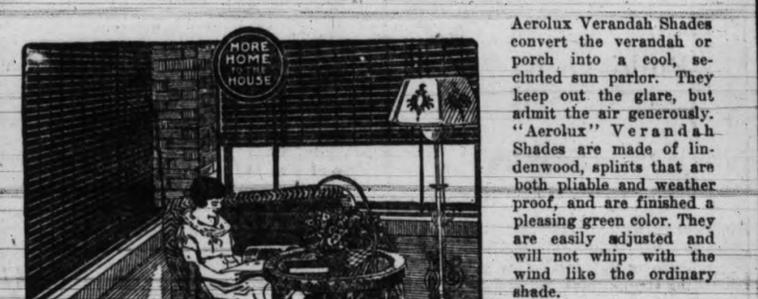 MORE
HOME
TO THE
HOUSE
Aerolux Verandah Shades
convert the verandah or
porch into a cool, se-
cluded sun parlor. They
keep out the glare, but
admit the air generously.
"Aerolux" Verandah
Shades are made of lin-
denwood, splints that are
both pliable and weather
proof, and are finished a
pleasing green color. They
are easily adjusted and
will not whip with the
wind like the ordinary
shade.